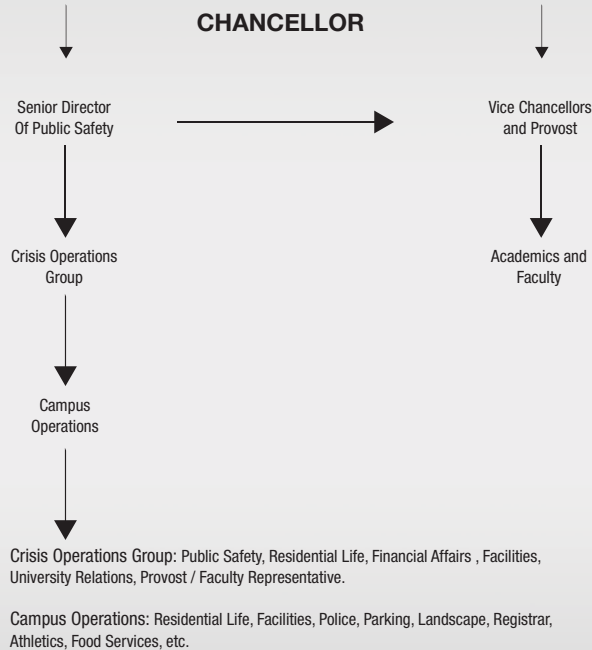 CHANCELLOR
Senior Director
Of Public Safety
Vice Chancellors
and Provost
Crisis Operations
Group
Academics and
Faculty
Campus
Operations
Crisis Operations Group: Public Safety, Residential Life, Financial Affairs , Facilities,
University Relations, Provost / Faculty Representative.
Campus Operations: Residential Life, Facilities, Police, Parking, Landscape, Registrar,
Athletics, Food Services, etc.